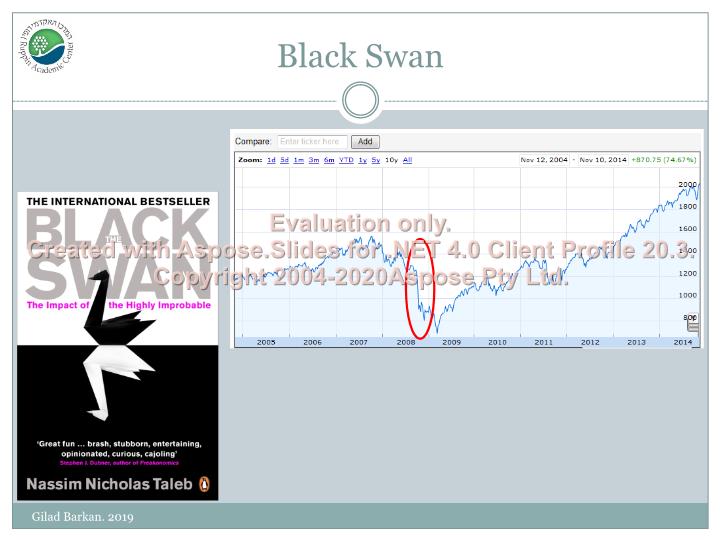 Black Swan
Ruppin Academic Center
Compare: Enter ticker here Add
Zoom: 1d 5d 1m 3m 6m YTD 1y 5y 10y All
Nov 12, 2004 - Nov 10, 2014 +870.75 (74.67%)
2000
1800
1600
1400
1200
1000
800
2005 2006 2007 2008 2009 2010 2011 2012 2013 2014
THE INTERNATIONAL BESTSELLER
THE
BLACK
SWAN
The Impact of the Highly Improbable
'Great fun ... brash, stubborn, entertaining,
opinionated, curious, cajoling'
Stephen J. Dubner, author of Freakonomics
Nassim Nicholas Taleb
Evaluation only.
Created with Aspose.Slides for .NET 4.0 Client Profile 20.3.
Copyright 2004-2020Aspose Pty Ltd.
Gilad Barkan. 2019